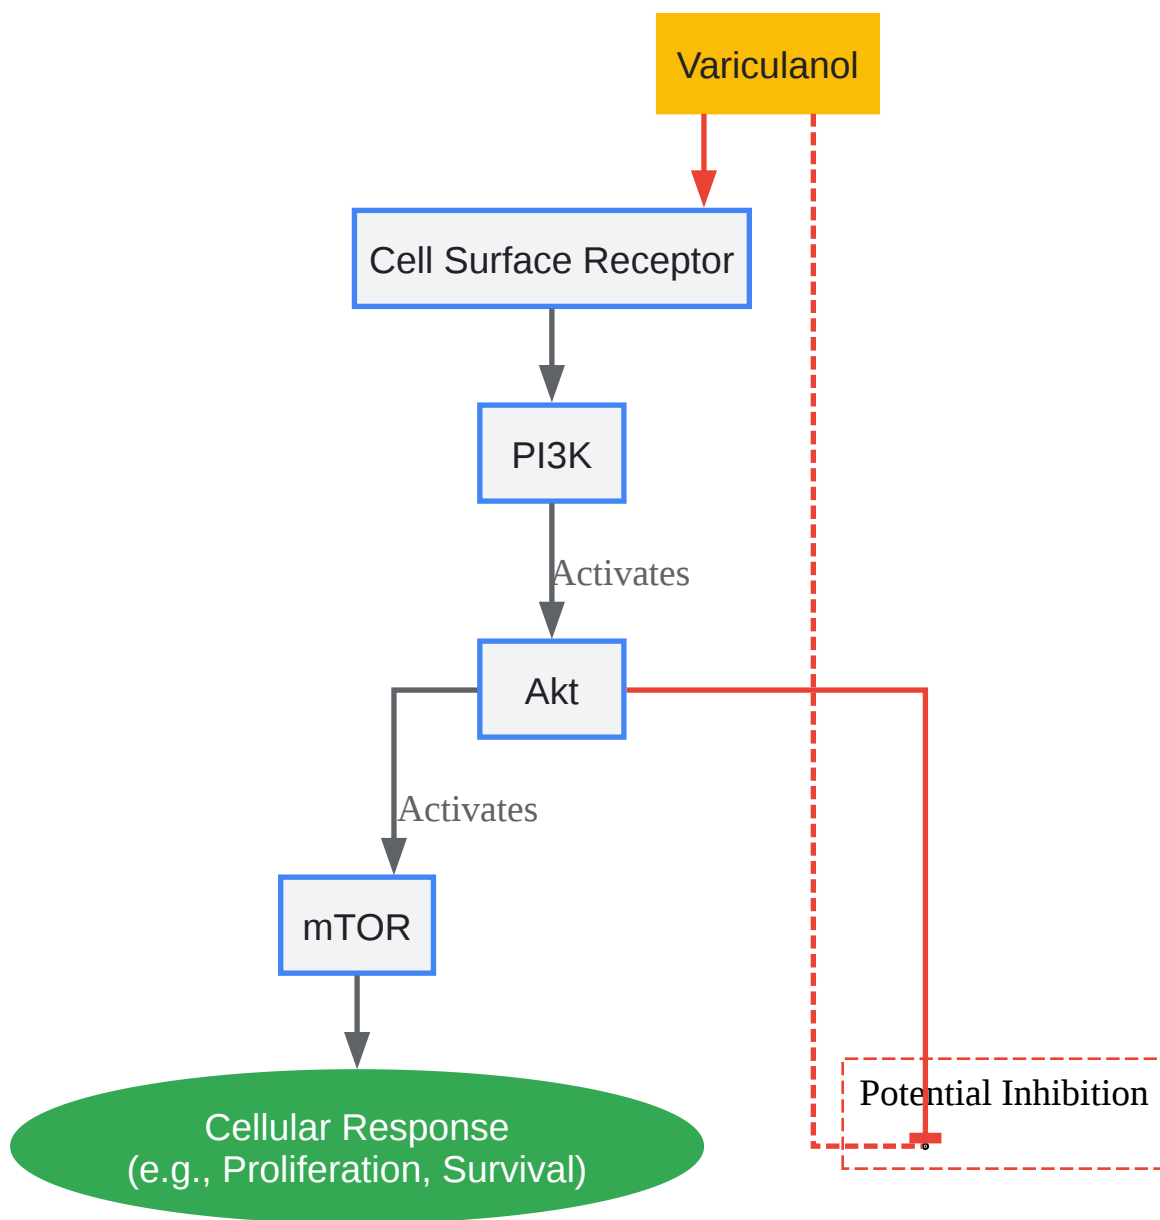 Variculanol
Cell Surface Receptor
PI3K
Activates
Akt
Activates
mTOR
Potential Inhibition
Cellular Response
(e.g., Proliferation, Survival)